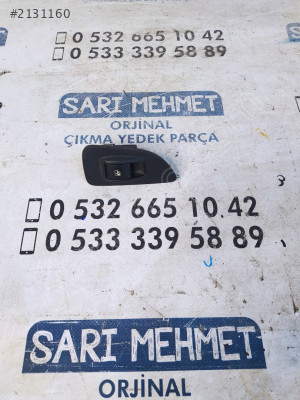 #2131160
0 532 665 10 42
0 533 339 58 89
SARI MEHMET
ORJİNAL
ÇIKMA YEDEK PARÇA
0 532 665 10.42
0 533 339 58 89
SARI MEHMET
ORJİNAL